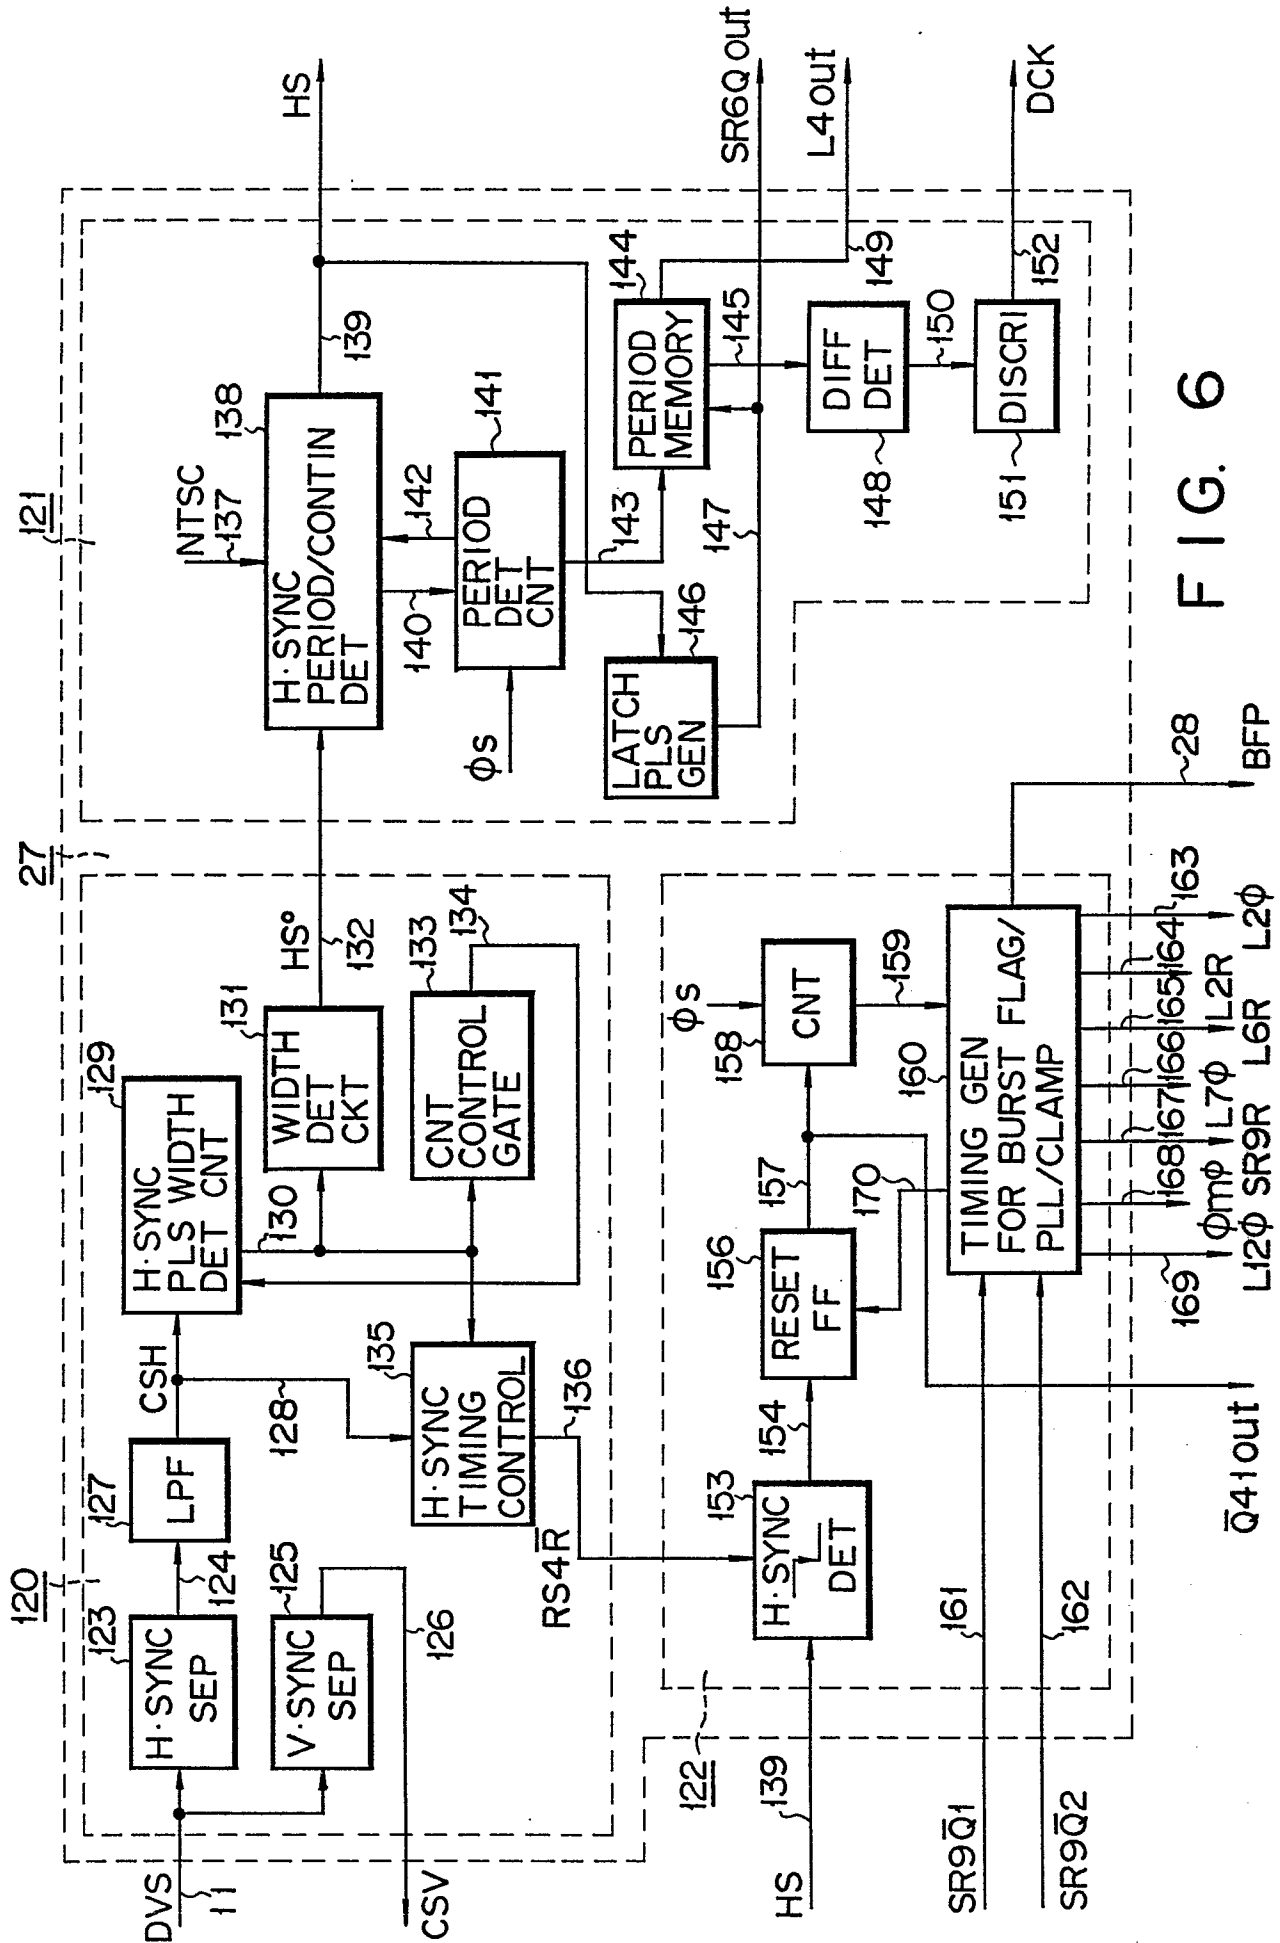 27
120
DVS
11
H·SYNC
SEP
123
124
LPF
127
CSH
128
H·SYNC
PLS WIDTH
DET CNT
129
130
WIDTH
DET
CKT
131
HS°
132
V·SYNC
SEP
125
126
CSV
H·SYNC
TIMING
CONTROL
135
136
RS4R̅
CNT
CONTROL
GATE
133
134
121
NTSC
137
H·SYNC
PERIOD/CONTIN
DET
138
139
HS
140
142
PERIOD
DET
CNT
141
ϕs
143
LATCH
PLS
GEN
146
147
PERIOD
MEMORY
144
145
SR6Q out
L4 out
149
DIFF
DET
148
150
DISCRI
151
152
DCK
122
HS
139
H·SYNC
DET
153
154
RESET
FF
156
157
170
ϕs
CNT
158
159
TIMING GEN
FOR BURST FLAG/
PLL/CLAMP
160
SR9Q̅1
161
SR9Q̅2
162
Q̅41out
169
L12ϕ
168
ϕmϕ
167
SR9R
166
L7ϕ
165
L6R
164
L2R
163
L2ϕ
28
BFP
FIG. 6